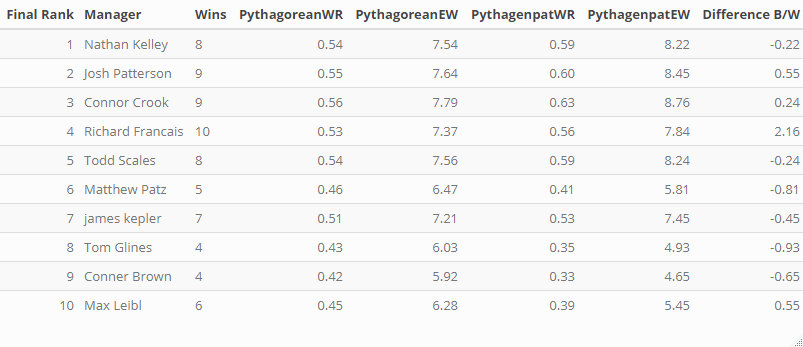 Final Rank Manager Wins PythagoreanWR PythagoreanEW PythagenpatWR PythagenpatEW Difference B/W
1 Nathan Kelley 8 0.54 7.54 0.59 8.22 -0.22
2 Josh Patterson 9 0.55 7.64 0.60 8.45 0.55
3 Connor Crook 9 0.56 7.79 0.63 8.76 0.24
4 Richard Francais 10 0.53 7.37 0.56 7.84 2.16
5 Todd Scales 8 0.54 7.56 0.59 8.24 -0.24
6 Matthew Patz 5 0.46 6.47 0.41 5.81 -0.81
7 james kepler 7 0.51 7.21 0.53 7.45 -0.45
8 Tom Glines 4 0.43 6.03 0.35 4.93 -0.93
9 Conner Brown 4 0.42 5.92 0.33 4.65 -0.65
10 Max Leibl 6 0.45 6.28 0.39 5.45 0.55